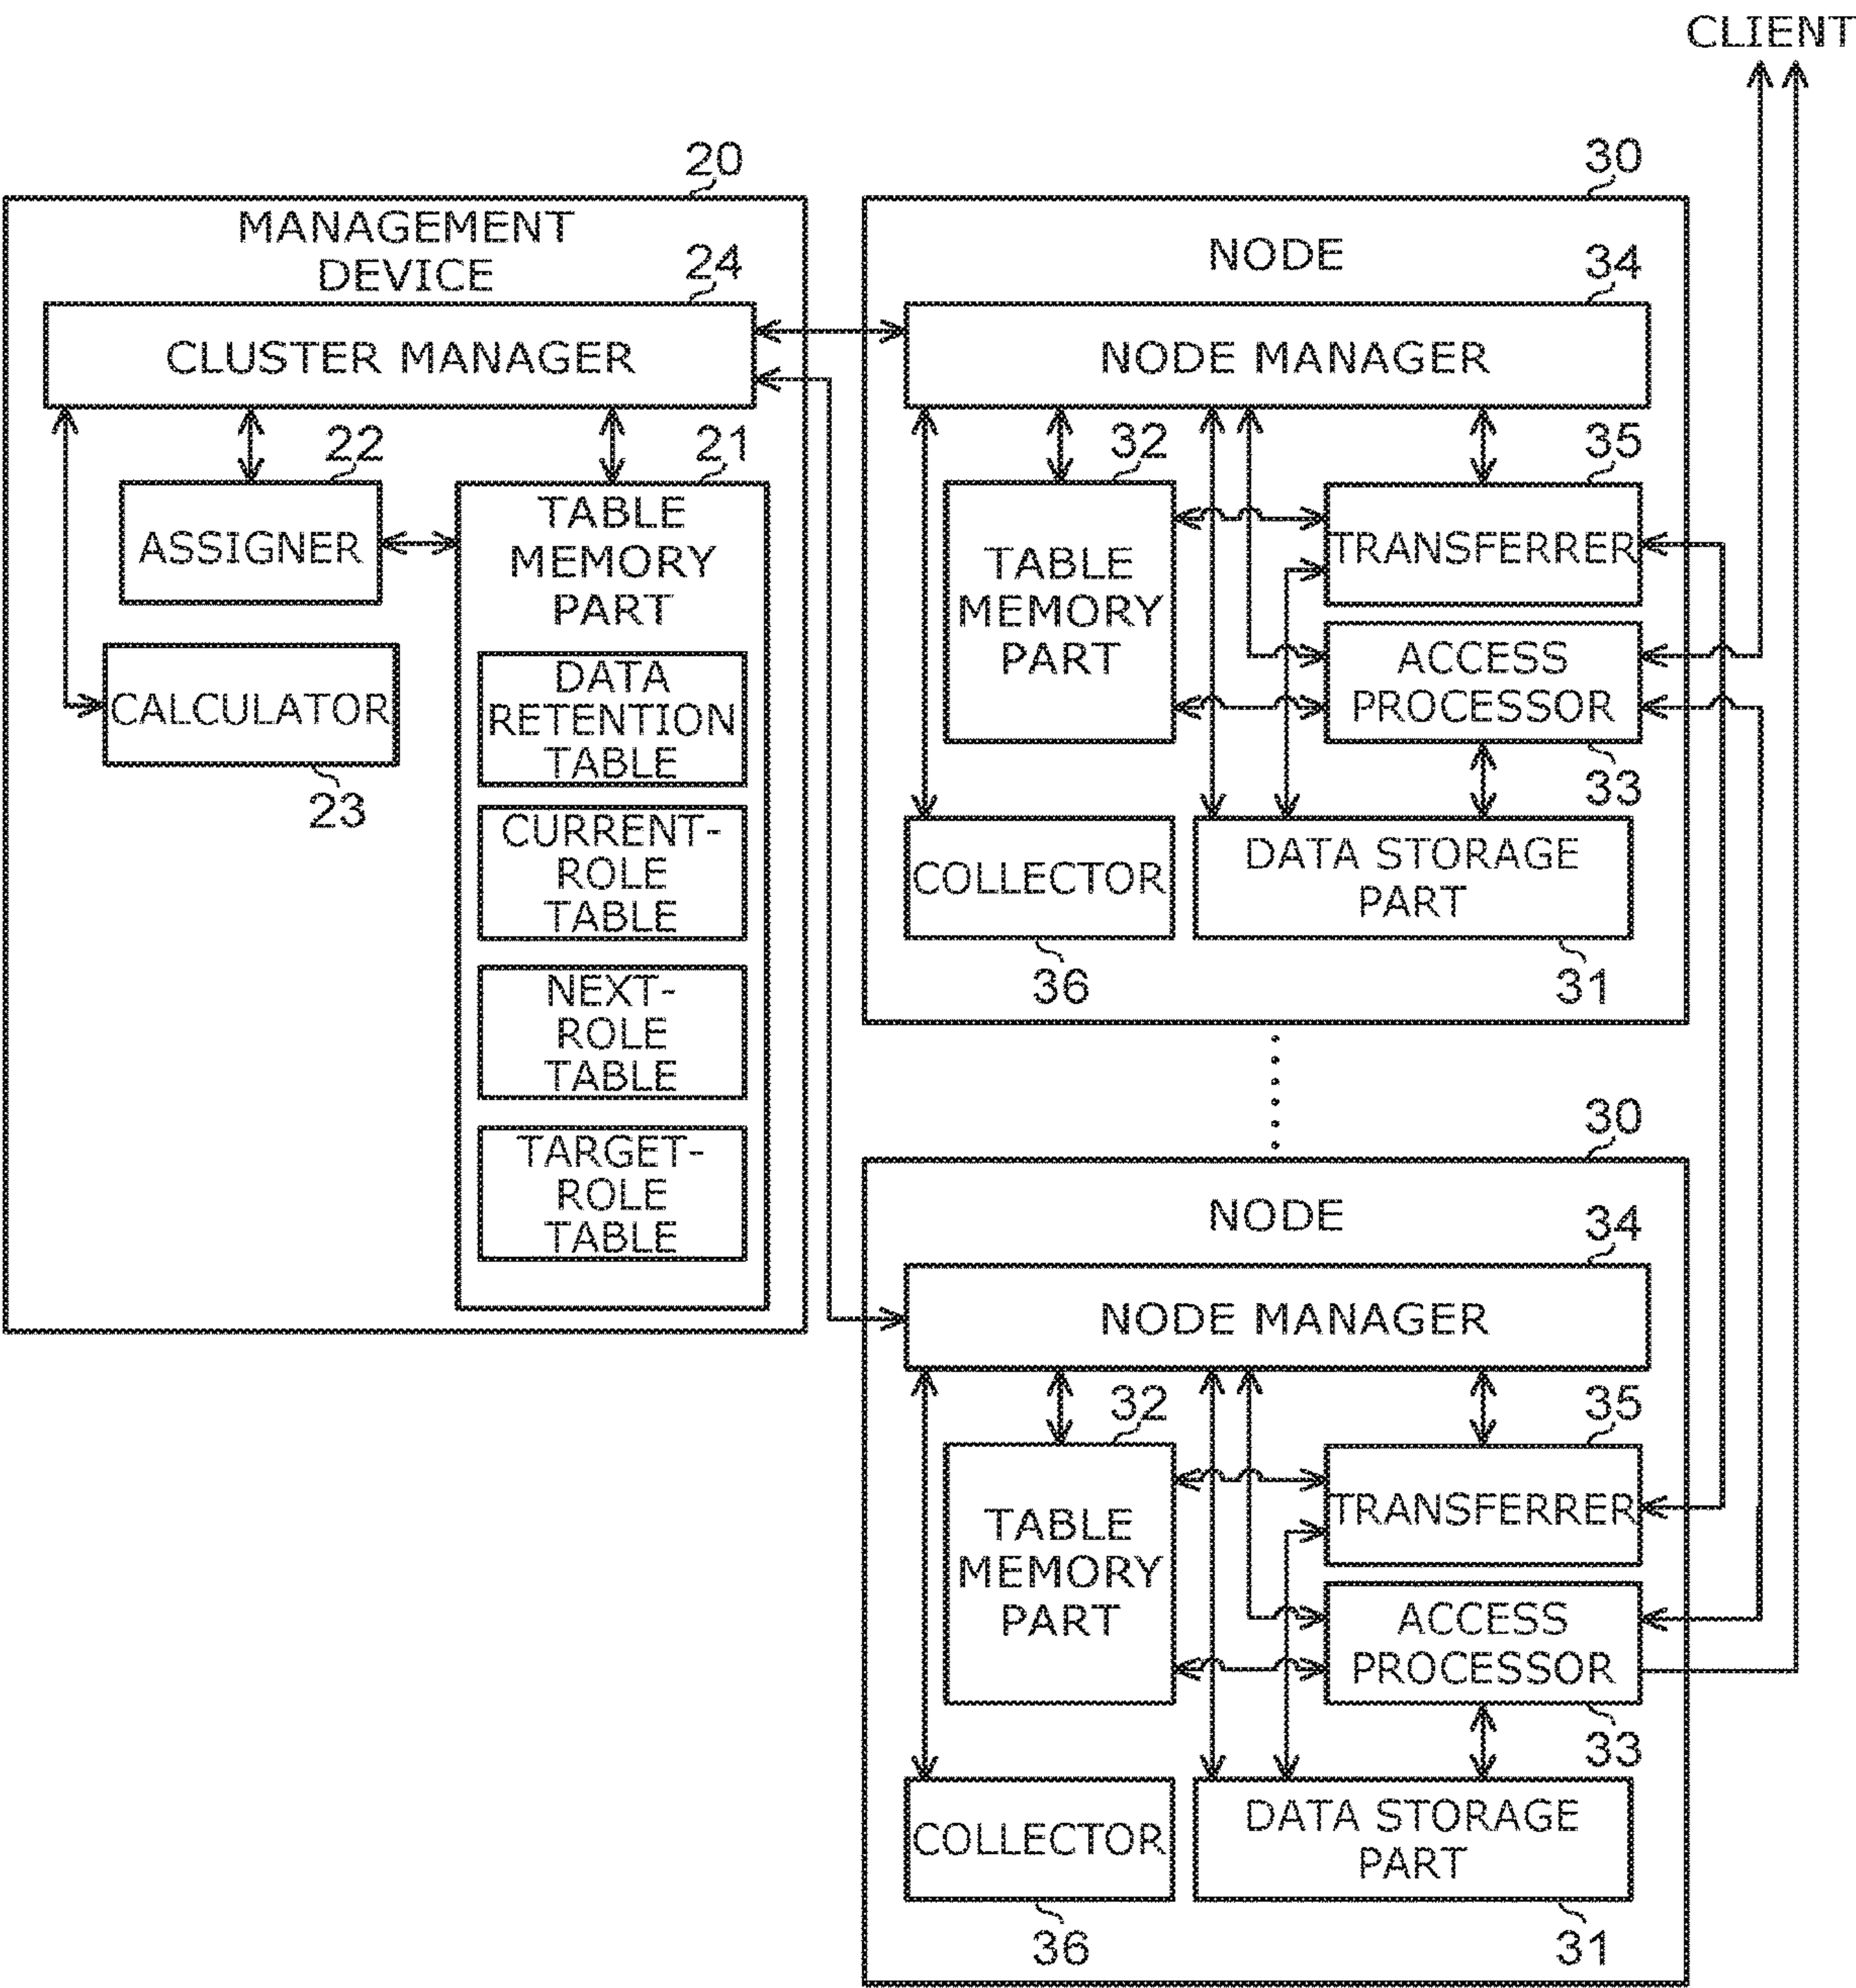 CLIENT
20
MANAGEMENT
DEVICE
24
CLUSTER MANAGER
22
ASSIGNER
21
TABLE
MEMORY
PART
CALCULATOR
23
DATA
RETENTION
TABLE
CURRENT-
ROLE
TABLE
NEXT-
ROLE
TABLE
TARGET-
ROLE
TABLE
30
NODE
34
NODE MANAGER
32
TABLE
MEMORY
PART
35
TRANSFERRER
ACCESS
PROCESSOR
33
COLLECTOR
36
DATA STORAGE
PART
31
30
NODE
34
NODE MANAGER
32
TABLE
MEMORY
PART
35
TRANSFERRER
ACCESS
PROCESSOR
33
COLLECTOR
36
DATA STORAGE
PART
31